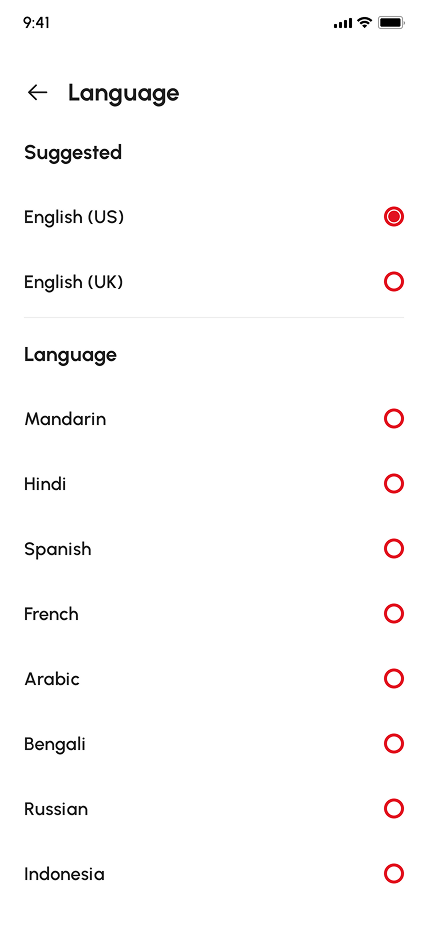 9:41
Language
Suggested
English (US)
English (UK)
Language
Mandarin
Hindi
Spanish
French
Arabic
Bengali
Russian
Indonesia